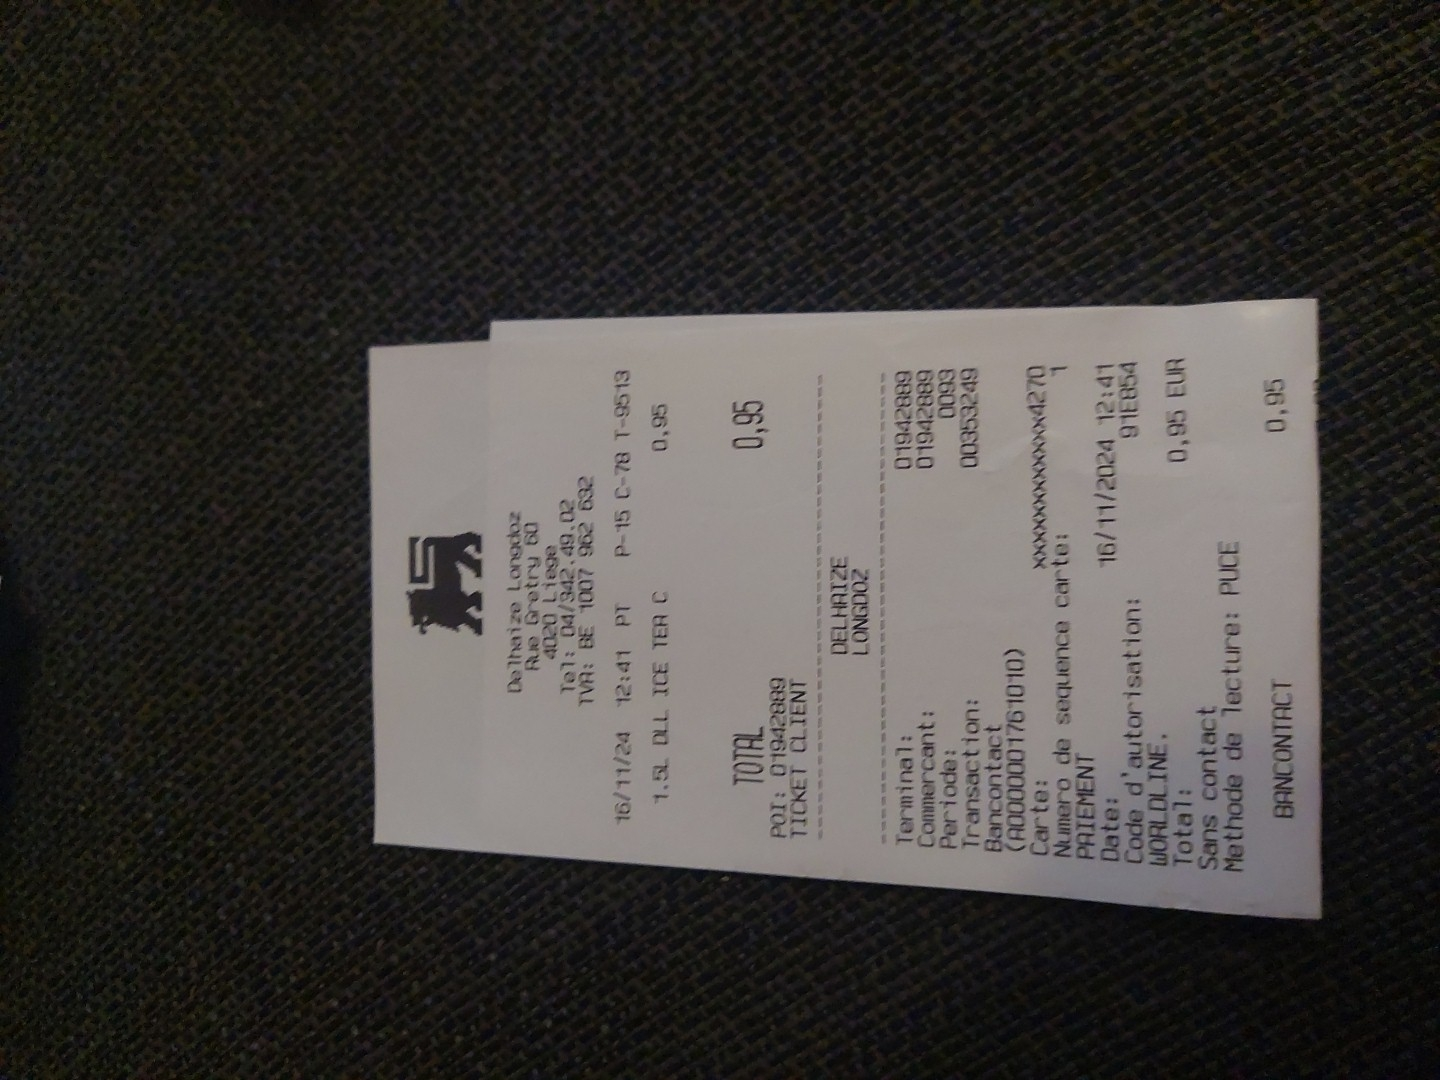 Delhaize Longdoz
Rue Gretry 60
4020 Liege
Tel: 04/342.49.02
TVA: BE 1007 962 632
16/11/24 12:41 PT P-15 C-78 T-9513
1.5L DLL ICE TEA C 0,95
TOTAL 0,95
POI: 01942889
TICKET CLIENT
--------------------------------
DELHAIZE
LONGDOZ
--------------------------------
Terminal: 01942889
Commercant: 01942889
Periode: 0093
Transaction: 00353249
Bancontact
(A0000001761010)
Carte: xxxxxxxxxxxxx4270
Numero de sequence carte: 1
PAIEMENT
Date: 16/11/2024 12:41
Code d'autorisation: 91E854
WORLDLINE.
Total: 0,95 EUR
Sans contact
Methode de lecture: PUCE
BANCONTACT 0,95